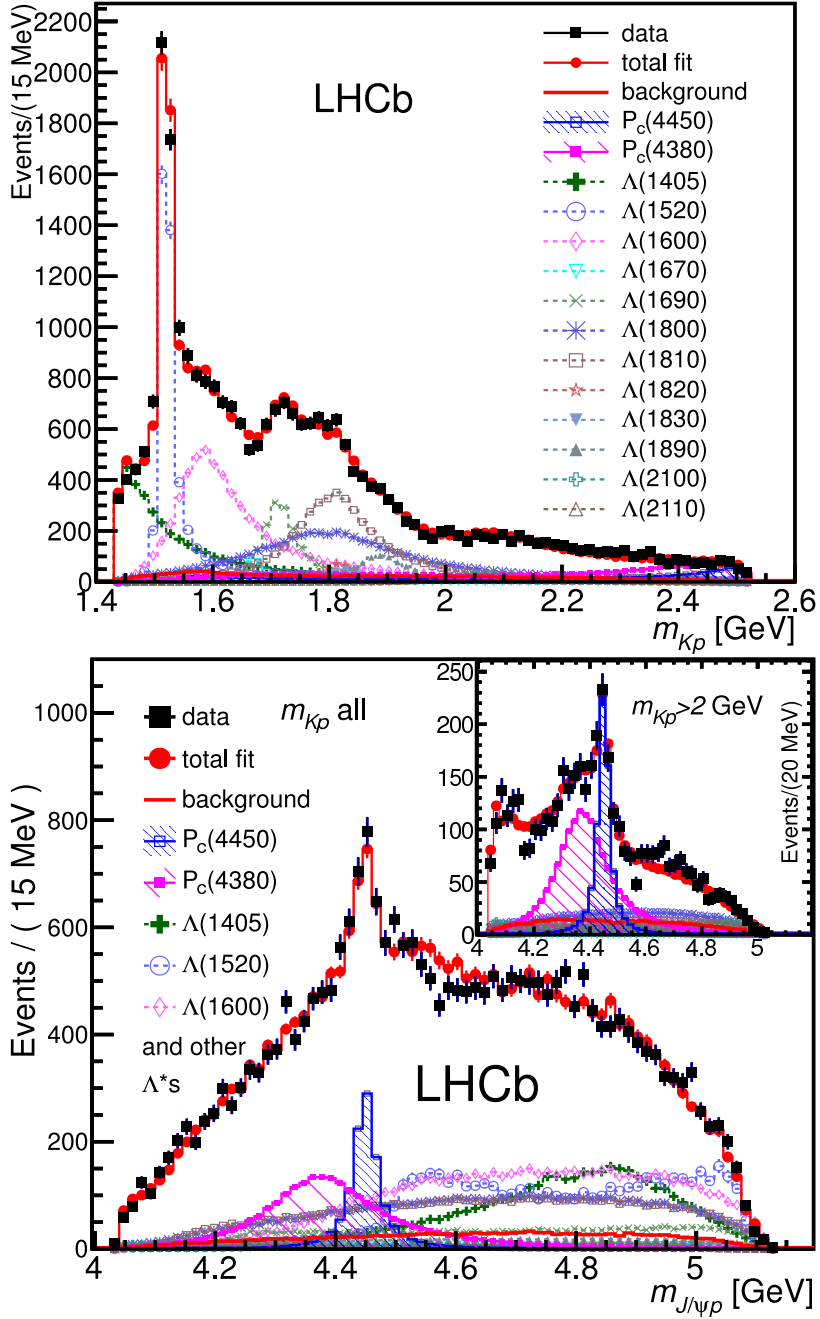 Events/(15 MeV)
2200
2000
1800
1600
1400
1200
1000
800
600
400
200
0
LHCb
data
total fit
background
P_c(4450)
P_c(4380)
Λ(1405)
Λ(1520)
Λ(1600)
Λ(1670)
Λ(1690)
Λ(1800)
Λ(1810)
Λ(1820)
Λ(1830)
Λ(1890)
Λ(2100)
Λ(2110)
1.4 1.6 1.8 2 2.2 2.4 2.6
m_Kp [GeV]
Events / ( 15 MeV )
1000
800
600
400
200
0
m_Kp all
data
total fit
background
P_c(4450)
P_c(4380)
Λ(1405)
Λ(1520)
Λ(1600)
and other
Λ*s
LHCb
250
200
150
100
50
0
m_Kp>2 GeV
Events/(20 MeV)
4 4.2 4.4 4.6 4.8 5
4 4.2 4.4 4.6 4.8 5
m_J/ψp [GeV]